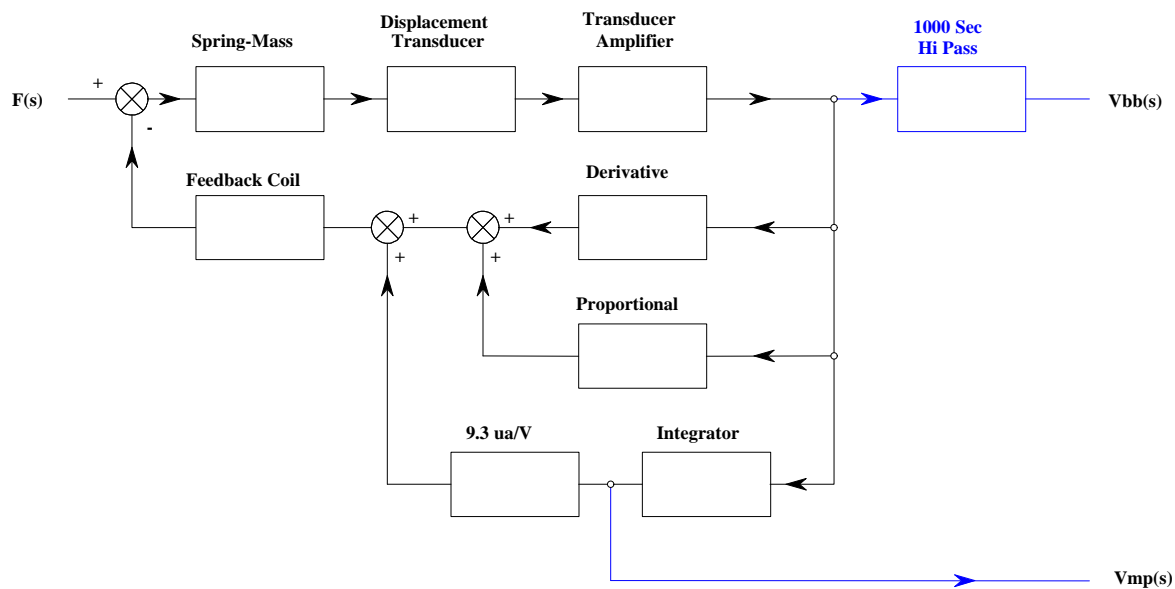 Displacement
Transducer
Transducer
Amplifier
1000 Sec
Hi Pass
Spring-Mass
F(s)
+
-
Vbb(s)
Feedback Coil
Derivative
+
+
+
+
Proportional
9.3 ua/V
Integrator
Vmp(s)